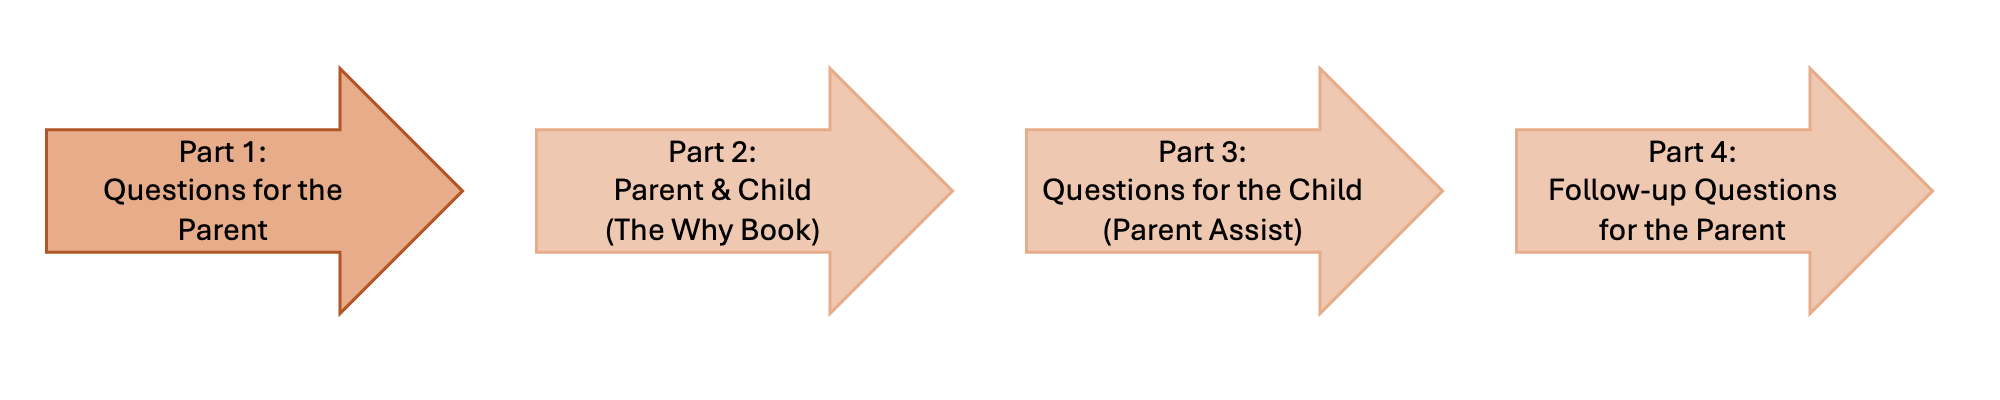 Part 1:
Questions for the
Parent
Part 2:
Parent & Child
(The Why Book)
Part 3:
Questions for the Child
(Parent Assist)
Part 4:
Follow-up Questions
for the Parent